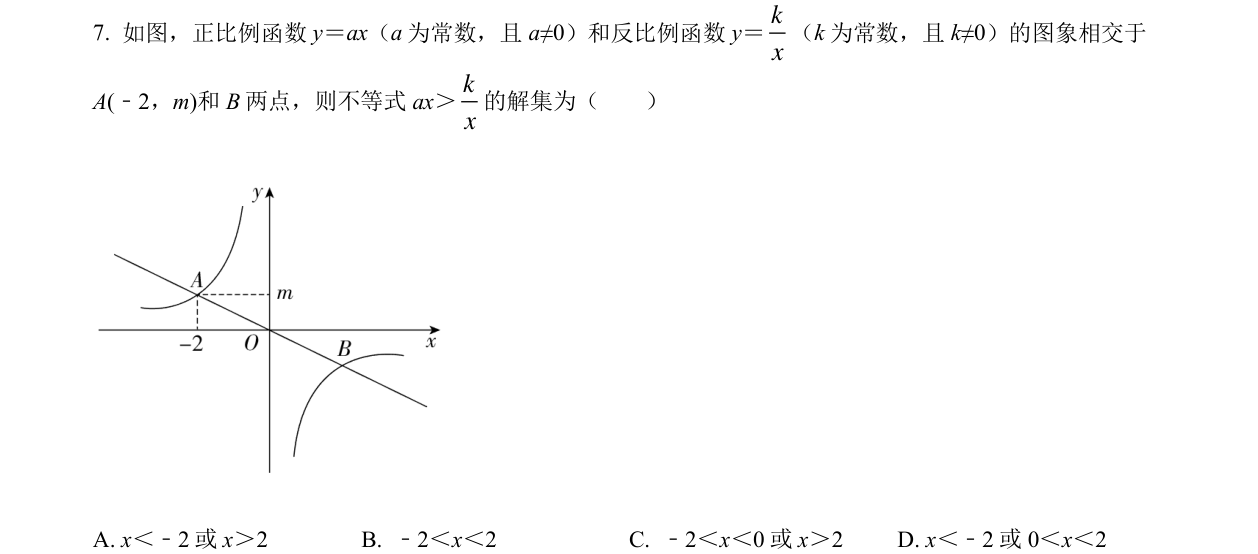 7. 如图，正比例函数 y＝ax（a 为常数，且 a≠0）和反比例函数 y＝k/x（k 为常数，且 k≠0）的图象相交于
A(﹣2，m)和 B 两点，则不等式 ax＞k/x 的解集为（　　）
y
A
m
﹣2
O
B
x
A. x＜﹣2 或 x＞2　B. ﹣2＜x＜2　C. ﹣2＜x＜0 或 x＞2　D. x＜﹣2 或 0＜x＜2